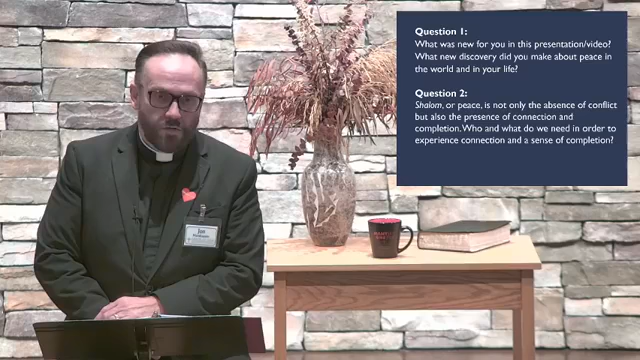 Question 1:
What was new for you in this presentation/video?
What new discovery did you make about peace in
the world and in your life?
Question 2:
Shalom, or peace, is not only the absence of conflict
but also the presence of connection and
completion. Who and what do we need in order to
experience connection and a sense of completion?